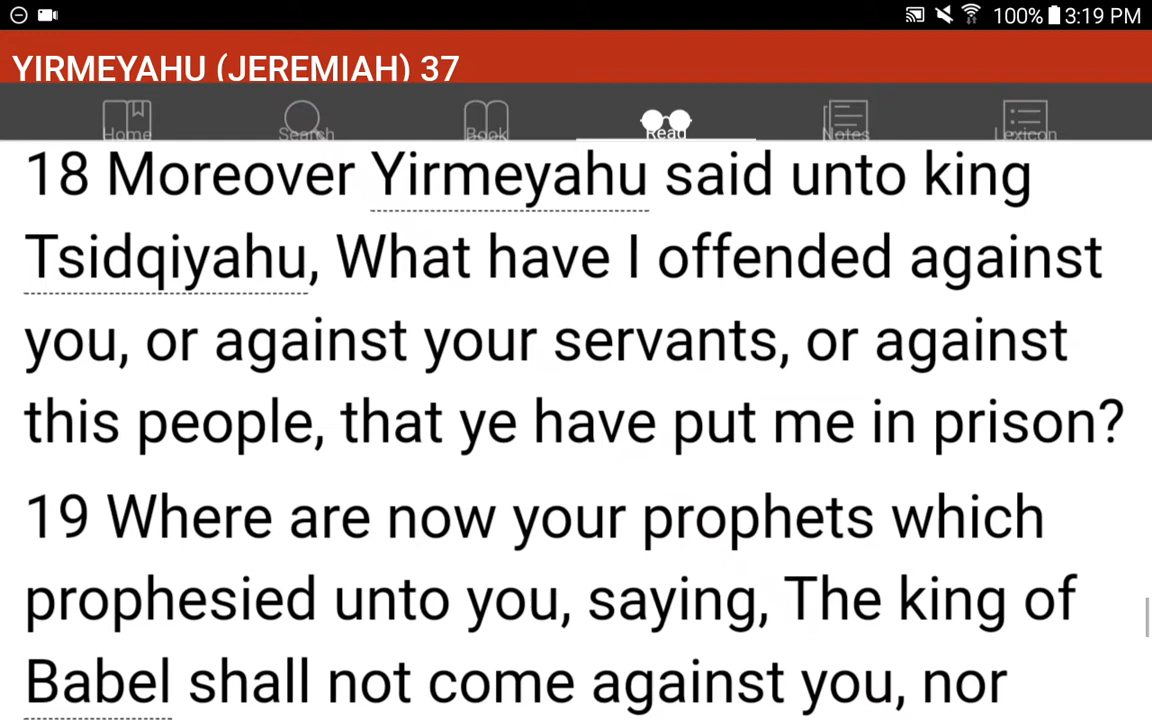 100% 3:19 PM
YIRMEYAHU (JEREMIAH) 37
Home Search Book Read Notes Lexicon
18 Moreover Yirmeyahu said unto king
Tsidqiyahu, What have I offended against
you, or against your servants, or against
this people, that ye have put me in prison?
19 Where are now your prophets which
prophesied unto you, saying, The king of
Babel shall not come against you, nor